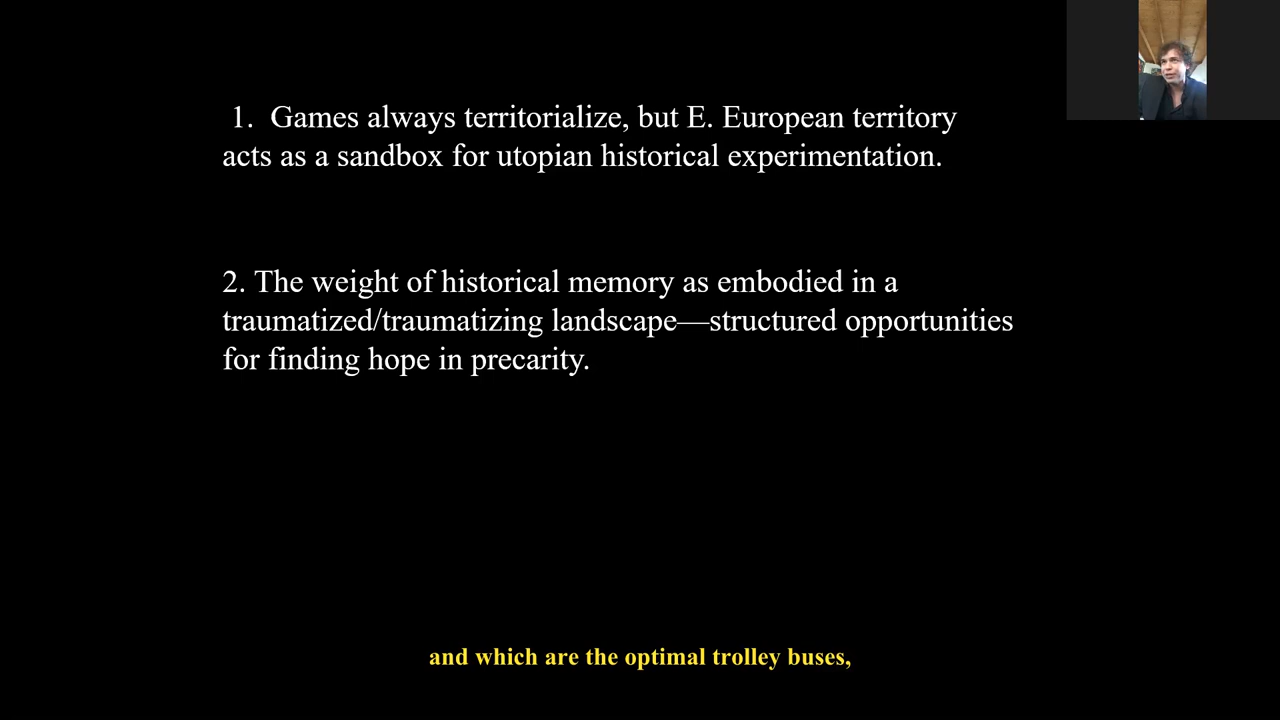 1. Games always territorialize, but E. European territory
acts as a sandbox for utopian historical experimentation.
2. The weight of historical memory as embodied in a
traumatized/traumatizing landscape—structured opportunities
for finding hope in precarity.
and which are the optimal trolley buses,